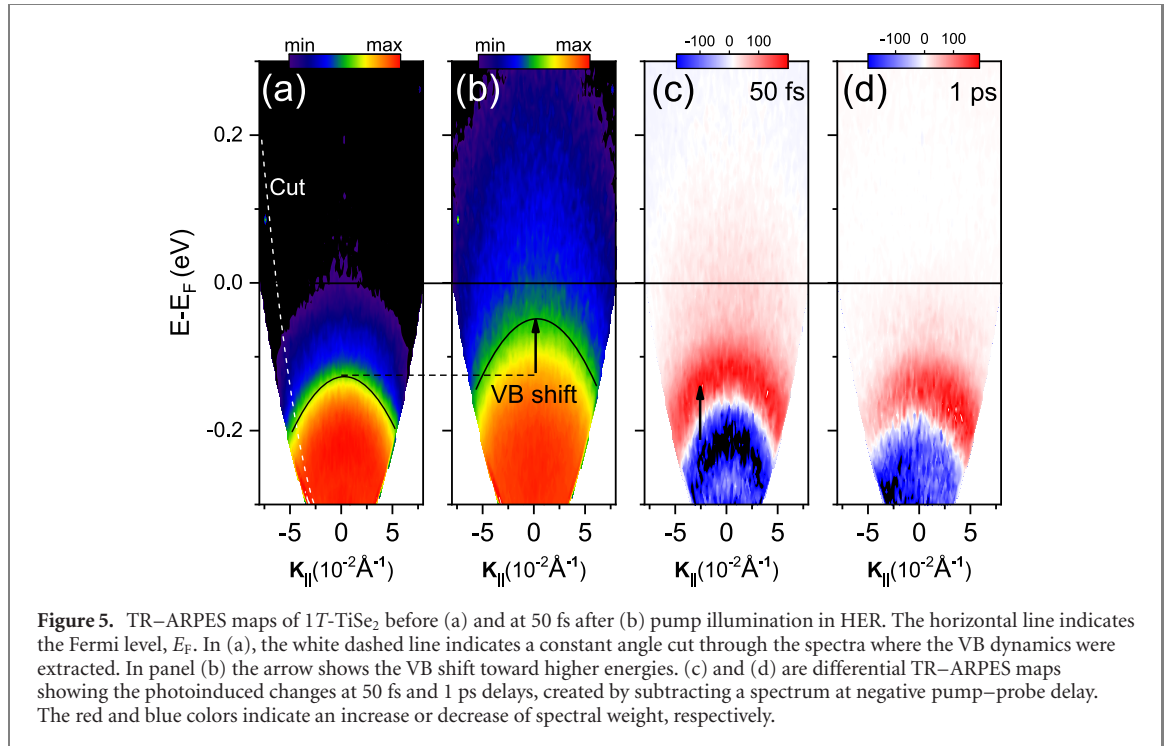 min max
min max
-100 0 100
-100 0 100
(a)
(b)
(c)
50 fs
(d)
1 ps
0.2
0.0
-0.2
E-E_F (eV)
Cut
VB shift
-5 0 5
-5 0 5
-5 0 5
-5 0 5
K_||(10⁻²Å⁻¹)
K_||(10⁻²Å⁻¹)
K_||(10⁻²Å⁻¹)
K_||(10⁻²Å⁻¹)
Figure 5. TR–ARPES maps of 1T-TiSe₂ before (a) and at 50 fs after (b) pump illumination in HER. The horizontal line indicates
the Fermi level, E_F. In (a), the white dashed line indicates a constant angle cut through the spectra where the VB dynamics were
extracted. In panel (b) the arrow shows the VB shift toward higher energies. (c) and (d) are differential TR–ARPES maps
showing the photoinduced changes at 50 fs and 1 ps delays, created by subtracting a spectrum at negative pump–probe delay.
The red and blue colors indicate an increase or decrease of spectral weight, respectively.